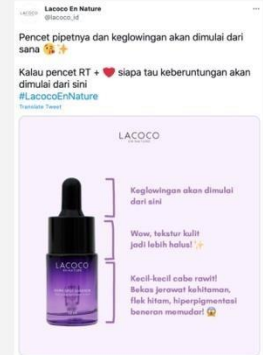 Lacoco En Nature
@lacoco_id
Pencet pipetnya dan keglowingan akan dimulai dari
sana 😘✨
Kalau pencet RT + ❤️ siapa tau keberuntungan akan
dimulai dari sini
#LacocoEnNature
Translate Tweet
LACOCO
EN NATURE
Keglowingan akan dimulai
dari sini
Wow, tekstur kulit
jadi lebih halus! ✨
LACOCO
Kecil-kecil cabe rawit!
Bekas jerawat kehitaman,
flek hitam, hiperpigmentasi
beneran memudar! 😱